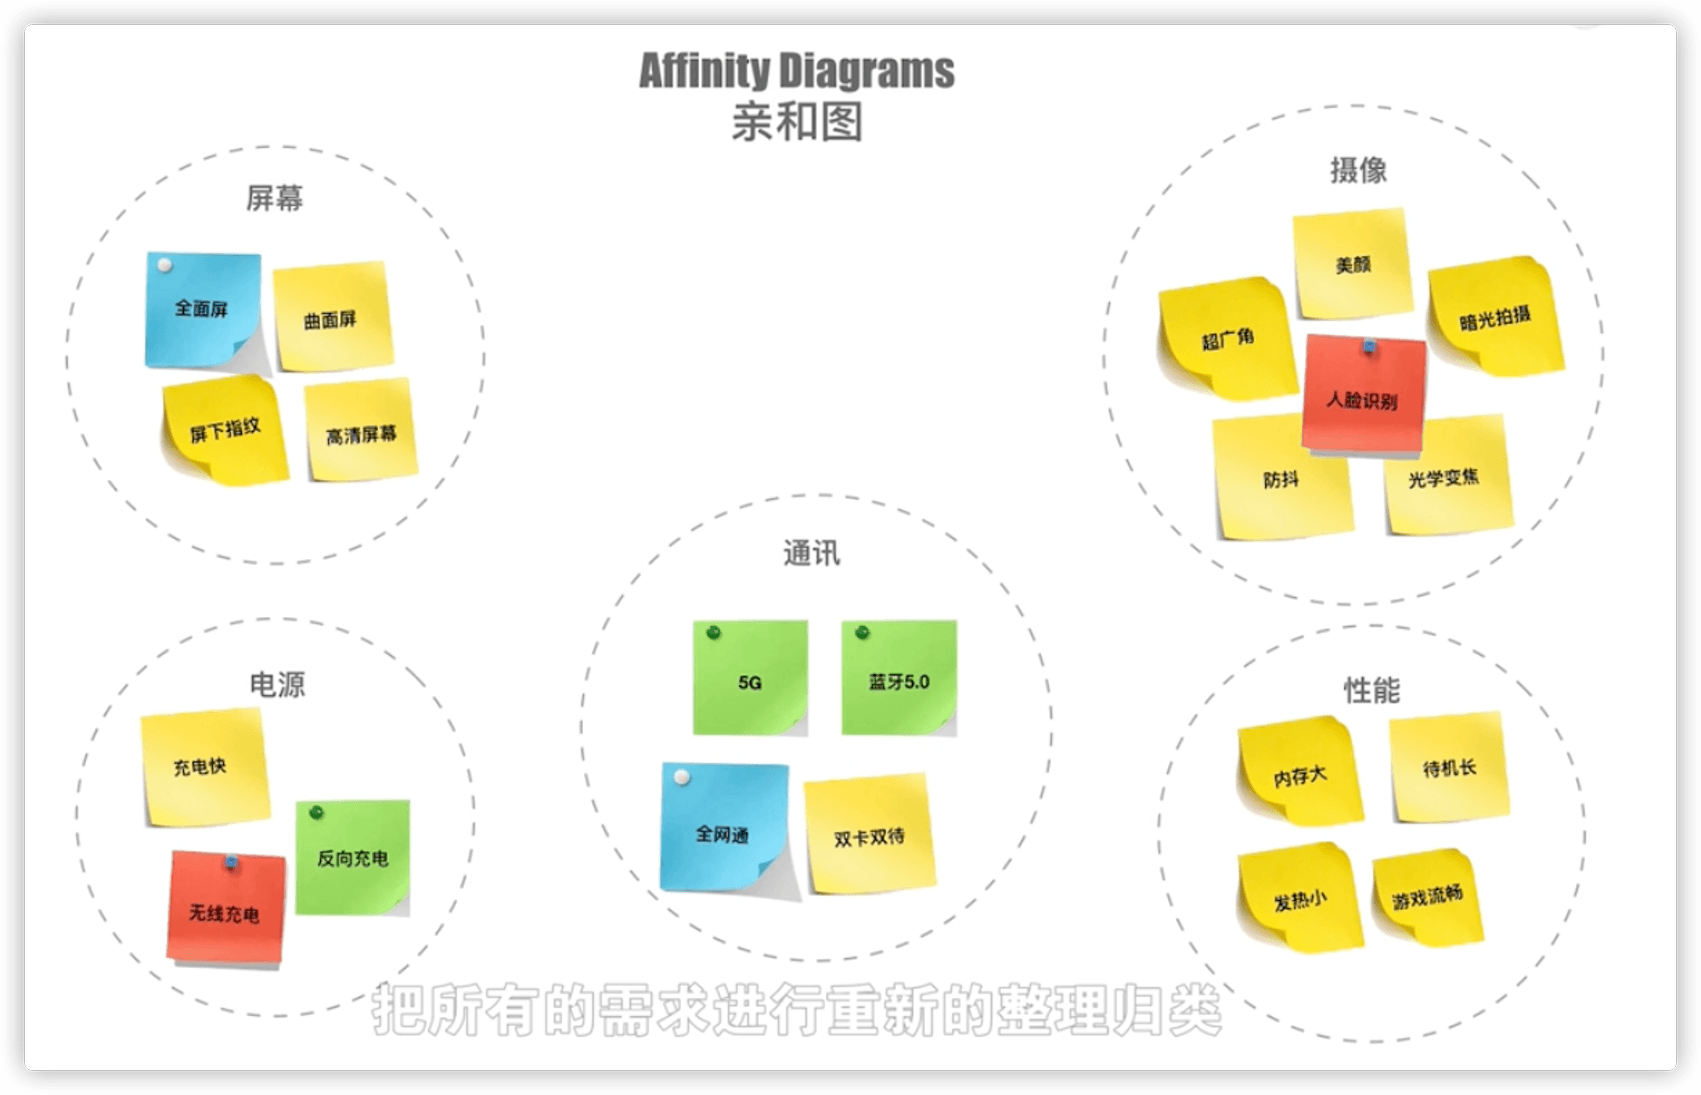 Affinity Diagrams
亲和图
屏幕
全面屏
曲面屏
屏下指纹
高清屏幕
摄像
美颜
超广角
暗光拍摄
人脸识别
防抖
光学变焦
通讯
5G
蓝牙5.0
全网通
双卡双待
电源
充电快
反向充电
无线充电
性能
内存大
待机长
发热小
游戏流畅
把所有的需求进行重新的整理归类